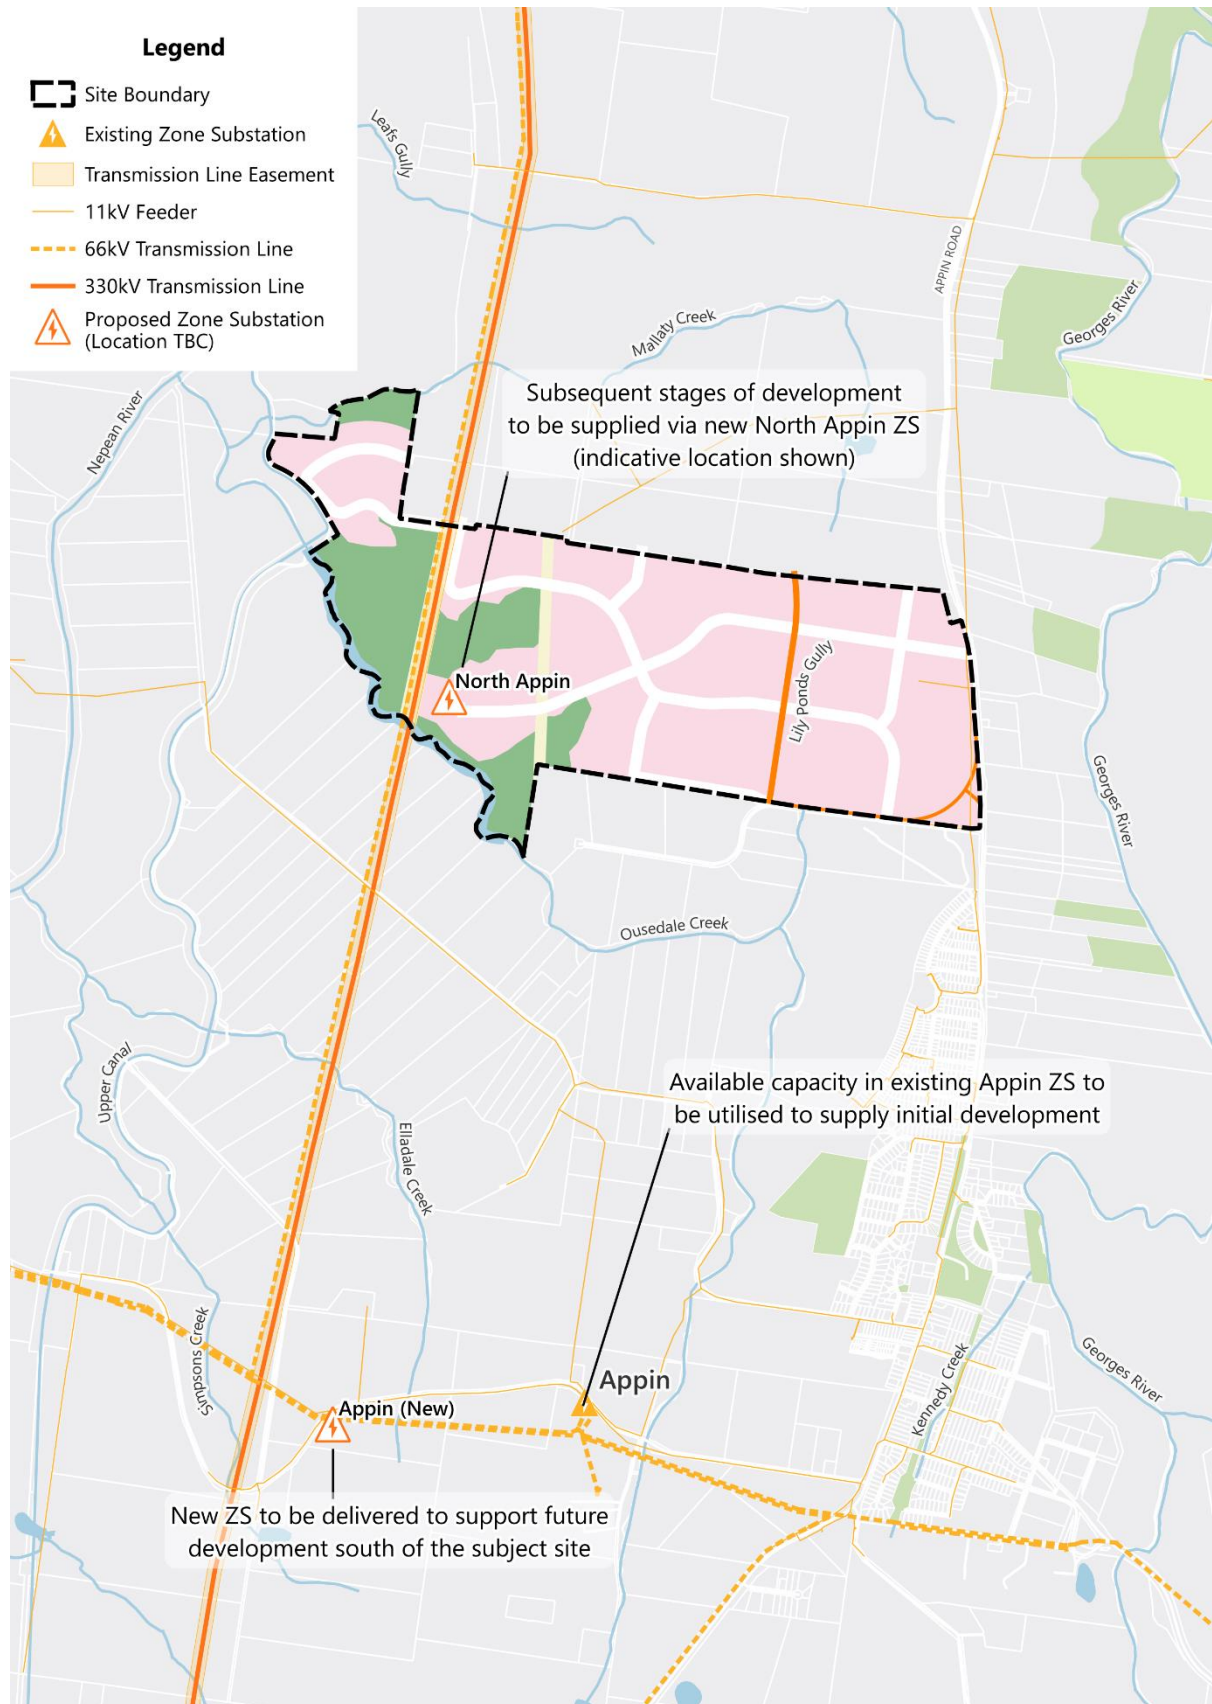 Legend
Site Boundary
Existing Zone Substation
Transmission Line Easement
11kV Feeder
66kV Transmission Line
330kV Transmission Line
Proposed Zone Substation
(Location TBC)
Leafs Gully
APPIN ROAD
Georges River
Mallaty Creek
Nepean River
Subsequent stages of development
to be supplied via new North Appin ZS
(indicative location shown)
North Appin
Lily Ponds Gully
Georges River
Ousedale Creek
Upper Canal
Available capacity in existing Appin ZS to
be utilised to supply initial development
Elladale Creek
Simpsons Creek
Appin
Georges River
Kennedy Creek
Appin (New)
New ZS to be delivered to support future
development south of the subject site